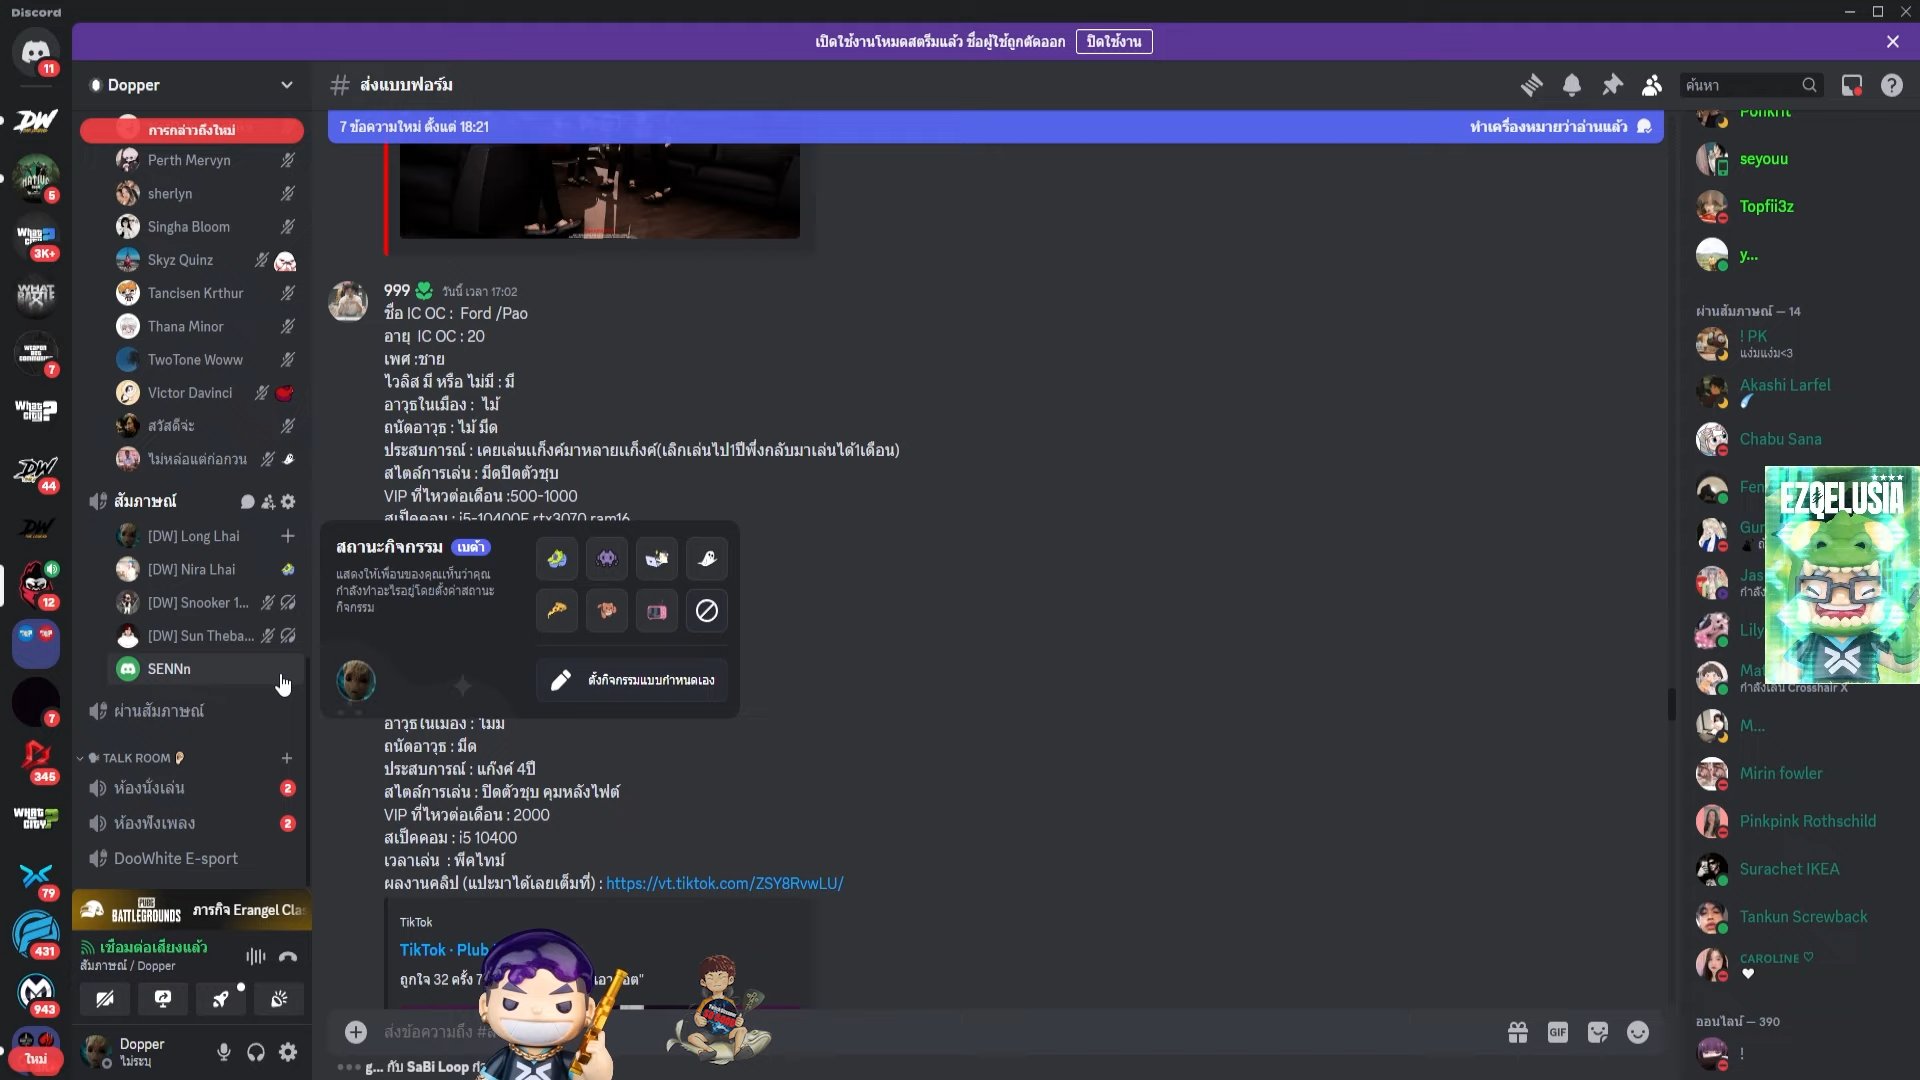 Discord
เปิดใช้งานโหมดสตรีมแล้ว ชื่อผู้ใช้ถูกตัดออก ปิดใช้งาน
11
Dopper
# ส่งแบบฟอร์ม
ค้นหา
การกล่าวถึงใหม่
7 ข้อความใหม่ ตั้งแต่ 18:21
ทำเครื่องหมายว่าอ่านแล้ว
Perth Mervyn
sherlyn
Singha Bloom
Skyz Quinz
Tancisen Krthur
Thana Minor
TwoTone Woww
Victor Davinci
สวัสดีจ่ะ
ไม่หล่อแต่ก่อกวน
สัมภาษณ์
[DW] Long Lhai
[DW] Nira Lhai
[DW] Snooker 1...
[DW] Sun Theba...
SENNn
ผ่านสัมภาษณ์
TALK ROOM
ห้องนั่งเล่น 2
ห้องฟังเพลง 2
DooWhite E-sport
PUBG BATTLEGROUNDS ภารกิจ Erangel Clas
เชื่อมต่อเสียงแล้ว
สัมภาษณ์ / Dopper
Dopper
ไม่ระบุ
DW
5
What City?
3K+
WHAT BATTLE
7
What City?
DW
44
DW
12
7
345
WHAT CITY?
79
431
943
ใหม่
999 วันนี้ เวลา 17:02
ชื่อ IC OC : Ford /Pao
อายุ IC OC : 20
เพศ :ชาย
ไวลิส มี หรือ ไม่มี : มี
อาวุธในเมือง : ไม้
ถนัดอาวุธ : ไม้ มีด
ประสบการณ์ : เคยเล่นแก็งค์มาหลายแก็งค์(เลิกเล่นไป1ปีพึ่งกลับมาเล่นได้1เดือน)
สไตล์การเล่น : มีดปิดตัวชุบ
VIP ที่ไหวต่อเดือน :500-1000
สเป็คคอม : i5-10400F rtx3070 ram16
สถานะกิจกรรม เบต้า
แสดงให้เพื่อนของคุณเห็นว่าคุณ
กำลังทำอะไรอยู่โดยตั้งค่าสถานะ
กิจกรรม
ตั้งกิจกรรมแบบกำหนดเอง
อาวุธในเมือง : ไม่มี
ถนัดอาวุธ : มีด
ประสบการณ์ : แก๊งค์ 4ปี
สไตล์การเล่น : ปิดตัวชุบ คุมหลังไฟต์
VIP ที่ไหวต่อเดือน : 2000
สเป็คคอม : i5 10400
เวลาเล่น : พีคไทม์
ผลงานคลิป (แปะมาได้เลยเต็มที่) : https://vt.tiktok.com/ZSY8RvwLU/
TikTok
TikTok · Plub
ถูกใจ 32 ครั้ง 7
ส่งข้อความถึง #ส
GIF
g... กับ SaBi Loop
Punkrit
seyouu
Topfii3z
y...
ผ่านสัมภาษณ์ — 14
! PK
แง่มแง่ม<3
Akashi Larfel
Chabu Sana
Fen
Gur
Jas
กำลัง
Lily
Mat
กำลังเล่น Crosshair X
M...
Mirin fowler
Pinkpink Rothschild
Surachet IKEA
Tankun Screwback
CAROLINE ♡
ออนไลน์ — 390
!
EZQELUSIA